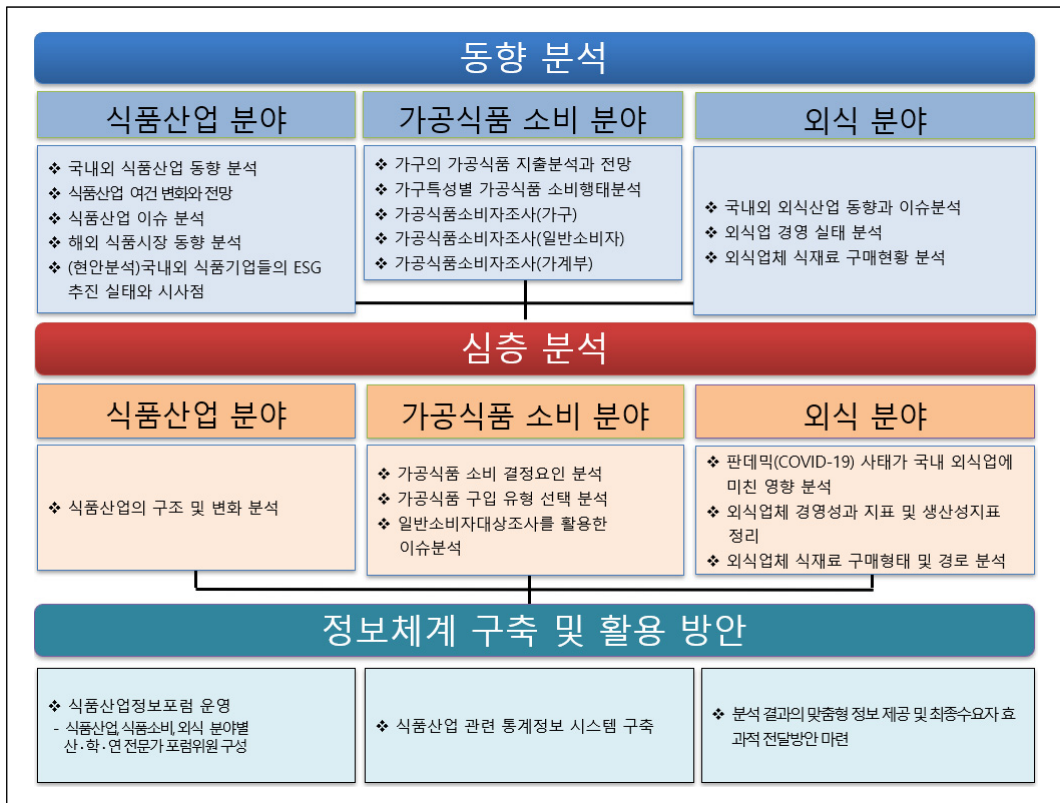 동향 분석
식품산업 분야
❖ 국내외 식품산업 동향 분석
❖ 식품산업 여건 변화와 전망
❖ 식품산업 이슈 분석
❖ 해외 식품시장 동향 분석
❖ (현안분석)국내외 식품기업들의 ESG
추진 실태와 시사점
가공식품 소비 분야
❖ 가구의 가공식품 지출분석과 전망
❖ 가구특성별 가공식품 소비행태분석
❖ 가공식품소비자조사(가구)
❖ 가공식품소비자조사(일반소비자)
❖ 가공식품소비자조사(가계부)
외식 분야
❖ 국내외 외식산업 동향과 이슈분석
❖ 외식업 경영 실태 분석
❖ 외식업체 식재료 구매현황 분석
심층 분석
식품산업 분야
❖ 식품산업의 구조 및 변화 분석
가공식품 소비 분야
❖ 가공식품 소비 결정요인 분석
❖ 가공식품 구입 유형 선택 분석
❖ 일반소비자대상조사를 활용한
이슈분석
외식 분야
❖ 판데믹(COVID-19) 사태가 국내 외식업에
미친 영향 분석
❖ 외식업체 경영성과 지표 및 생산성지표
정리
❖ 외식업체 식재료 구매형태 및 경로 분석
정보체계 구축 및 활용 방안
❖ 식품산업정보포럼 운영
- 식품산업, 식품소비, 외식 분야별
산·학·연 전문가 포럼위원 구성
❖ 식품산업 관련 통계정보 시스템 구축
❖ 분석 결과의 맞춤형 정보 제공 및 최종수요자 효
과적 전달방안 마련